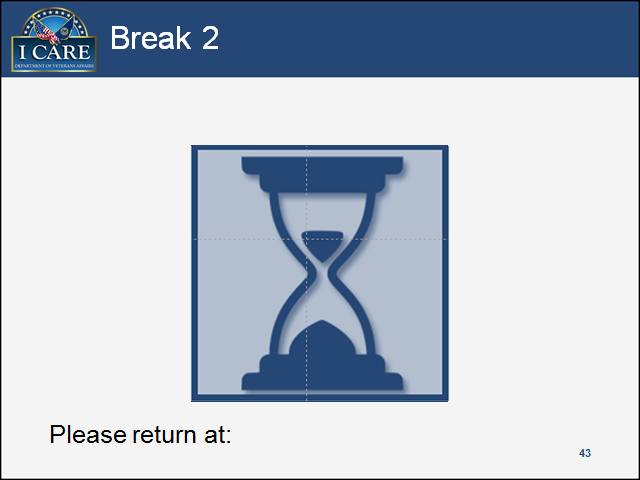 I CARE
DEPARTMENT OF VETERANS AFFAIRS
Break 2
Please return at:
43